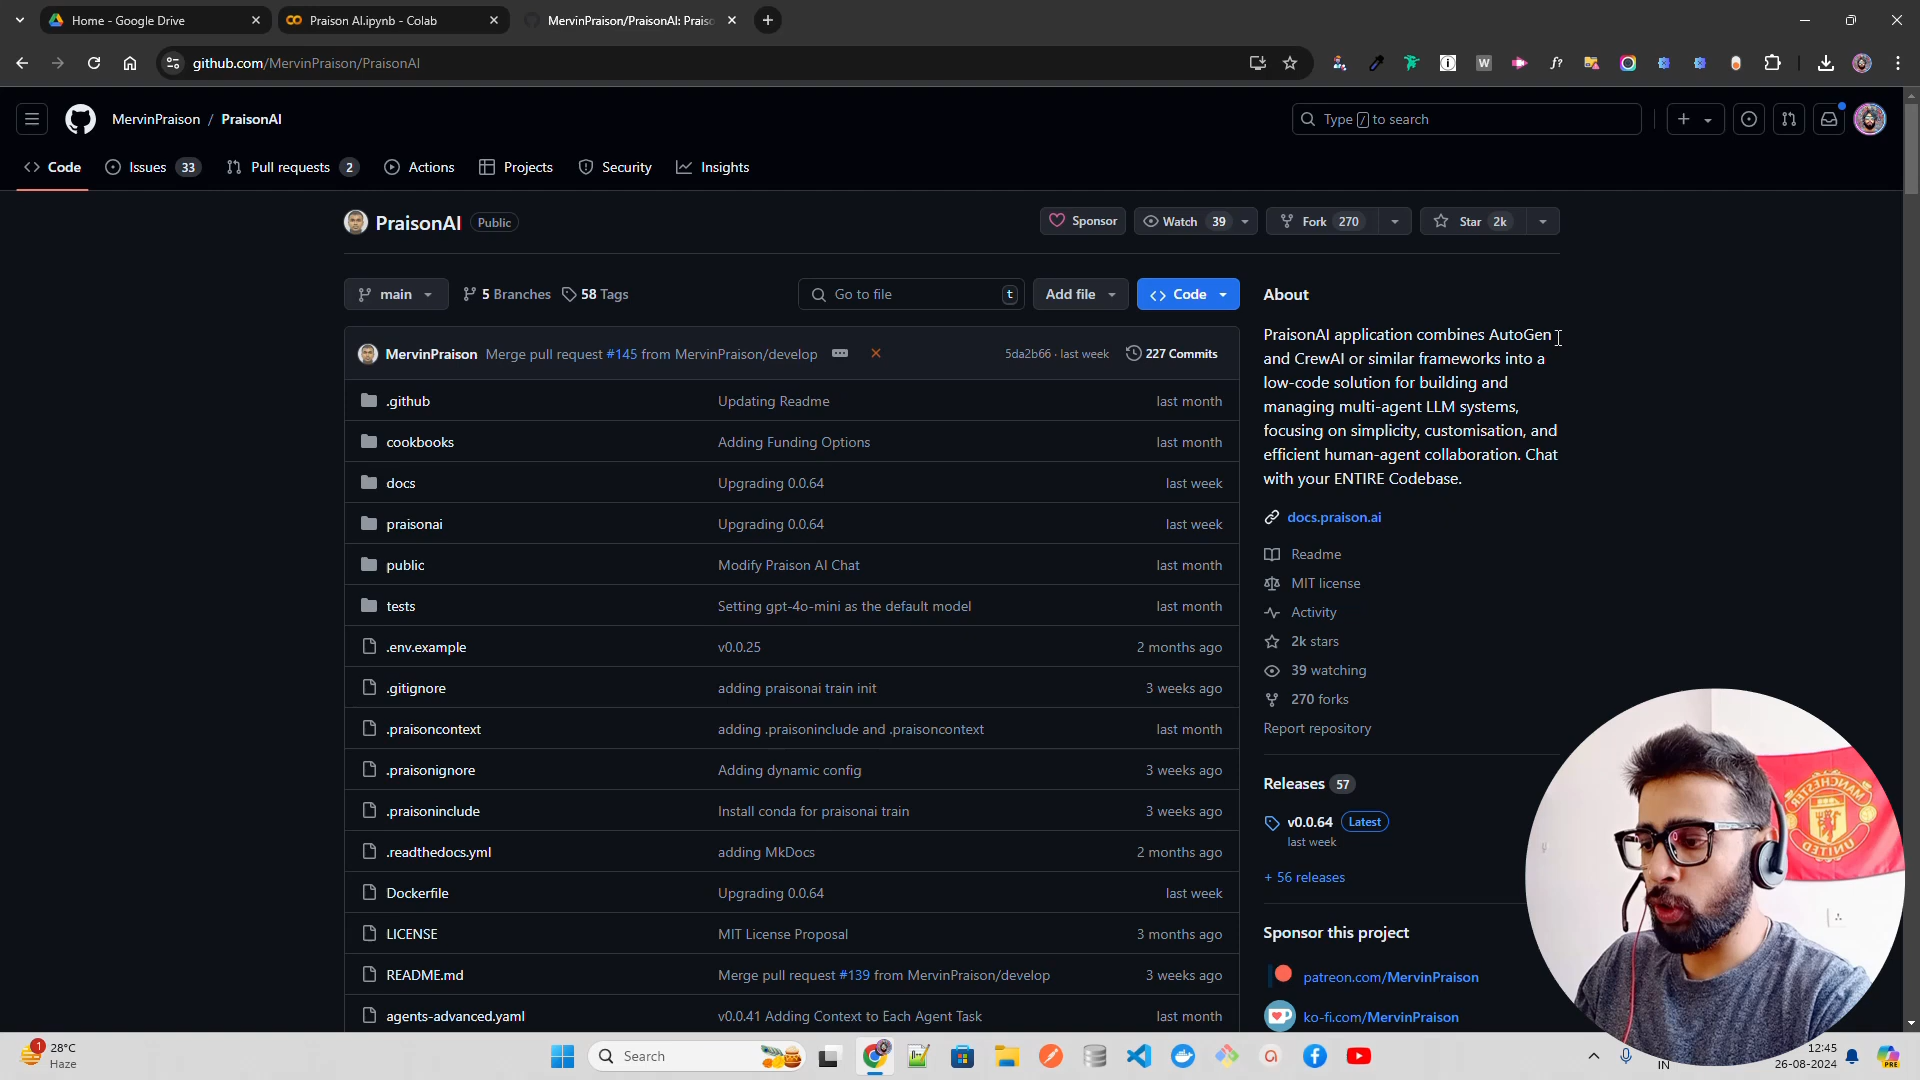 Home - Google Drive
Praison AI.ipynb - Colab
MervinPraison/PraisonAI: Praiso
github.com/MervinPraison/PraisonAI
MervinPraison / PraisonAI
Type / to search
Code
Issues 33
Pull requests 2
Actions
Projects
Security
Insights
PraisonAI Public
Sponsor
Watch 39
Fork 270
Star 2k
main
5 Branches
58 Tags
Go to file t
Add file
Code
MervinPraison Merge pull request #145 from MervinPraison/develop
5da2b66 · last week
227 Commits
.github Updating Readme last month
cookbooks Adding Funding Options last month
docs Upgrading 0.0.64 last week
praisonai Upgrading 0.0.64 last week
public Modify Praison AI Chat last month
tests Setting gpt-4o-mini as the default model last month
.env.example v0.0.25 2 months ago
.gitignore adding praisonai train init 3 weeks ago
.praisoncontext adding .praisoninclude and .praisoncontext last month
.praisonignore Adding dynamic config 3 weeks ago
.praisoninclude Install conda for praisonai train 3 weeks ago
.readthedocs.yml adding MkDocs 2 months ago
Dockerfile Upgrading 0.0.64 last week
LICENSE MIT License Proposal 3 months ago
README.md Merge pull request #139 from MervinPraison/develop 3 weeks ago
agents-advanced.yaml v0.0.41 Adding Context to Each Agent Task last month
About
PraisonAI application combines AutoGen
and CrewAI or similar frameworks into a
low-code solution for building and
managing multi-agent LLM systems,
focusing on simplicity, customisation, and
efficient human-agent collaboration. Chat
with your ENTIRE Codebase.
docs.praison.ai
Readme
MIT license
Activity
2k stars
39 watching
270 forks
Report repository
Releases 57
v0.0.64 Latest
last week
+ 56 releases
Sponsor this project
patreon.com/MervinPraison
ko-fi.com/MervinPraison
MANCHESTER
UNITED
1
28°C
Haze
Search
IN
12:45
26-08-2024
PRE